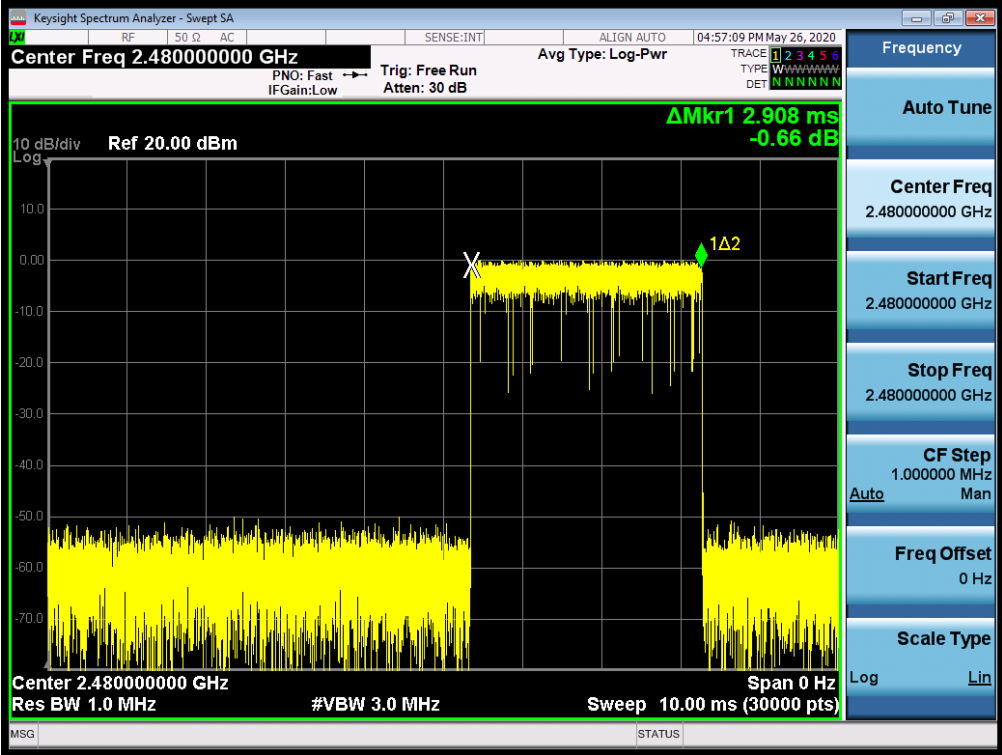 Keysight Spectrum Analyzer - Swept SA
LXI RF 50 Ω AC SENSE:INT ALIGN AUTO 04:57:09 PM May 26, 2020
Center Freq 2.480000000 GHz
PNO: Fast
IFGain:Low
Trig: Free Run
Atten: 30 dB
Avg Type: Log-Pwr
TRACE 1 2 3 4 5 6
TYPE WWWWWW
DET N N N N N N
ΔMkr1 2.908 ms
-0.66 dB
10 dB/div Ref 20.00 dBm
Log
10.0
0.00
-10.0
-20.0
-30.0
-40.0
-50.0
-60.0
-70.0
X
1Δ2
Center 2.480000000 GHz Span 0 Hz
Res BW 1.0 MHz #VBW 3.0 MHz Sweep 10.00 ms (30000 pts)
MSG STATUS
Frequency
Auto Tune
Center Freq
2.480000000 GHz
Start Freq
2.480000000 GHz
Stop Freq
2.480000000 GHz
CF Step
1.000000 MHz
Auto Man
Freq Offset
0 Hz
Scale Type
Log Lin